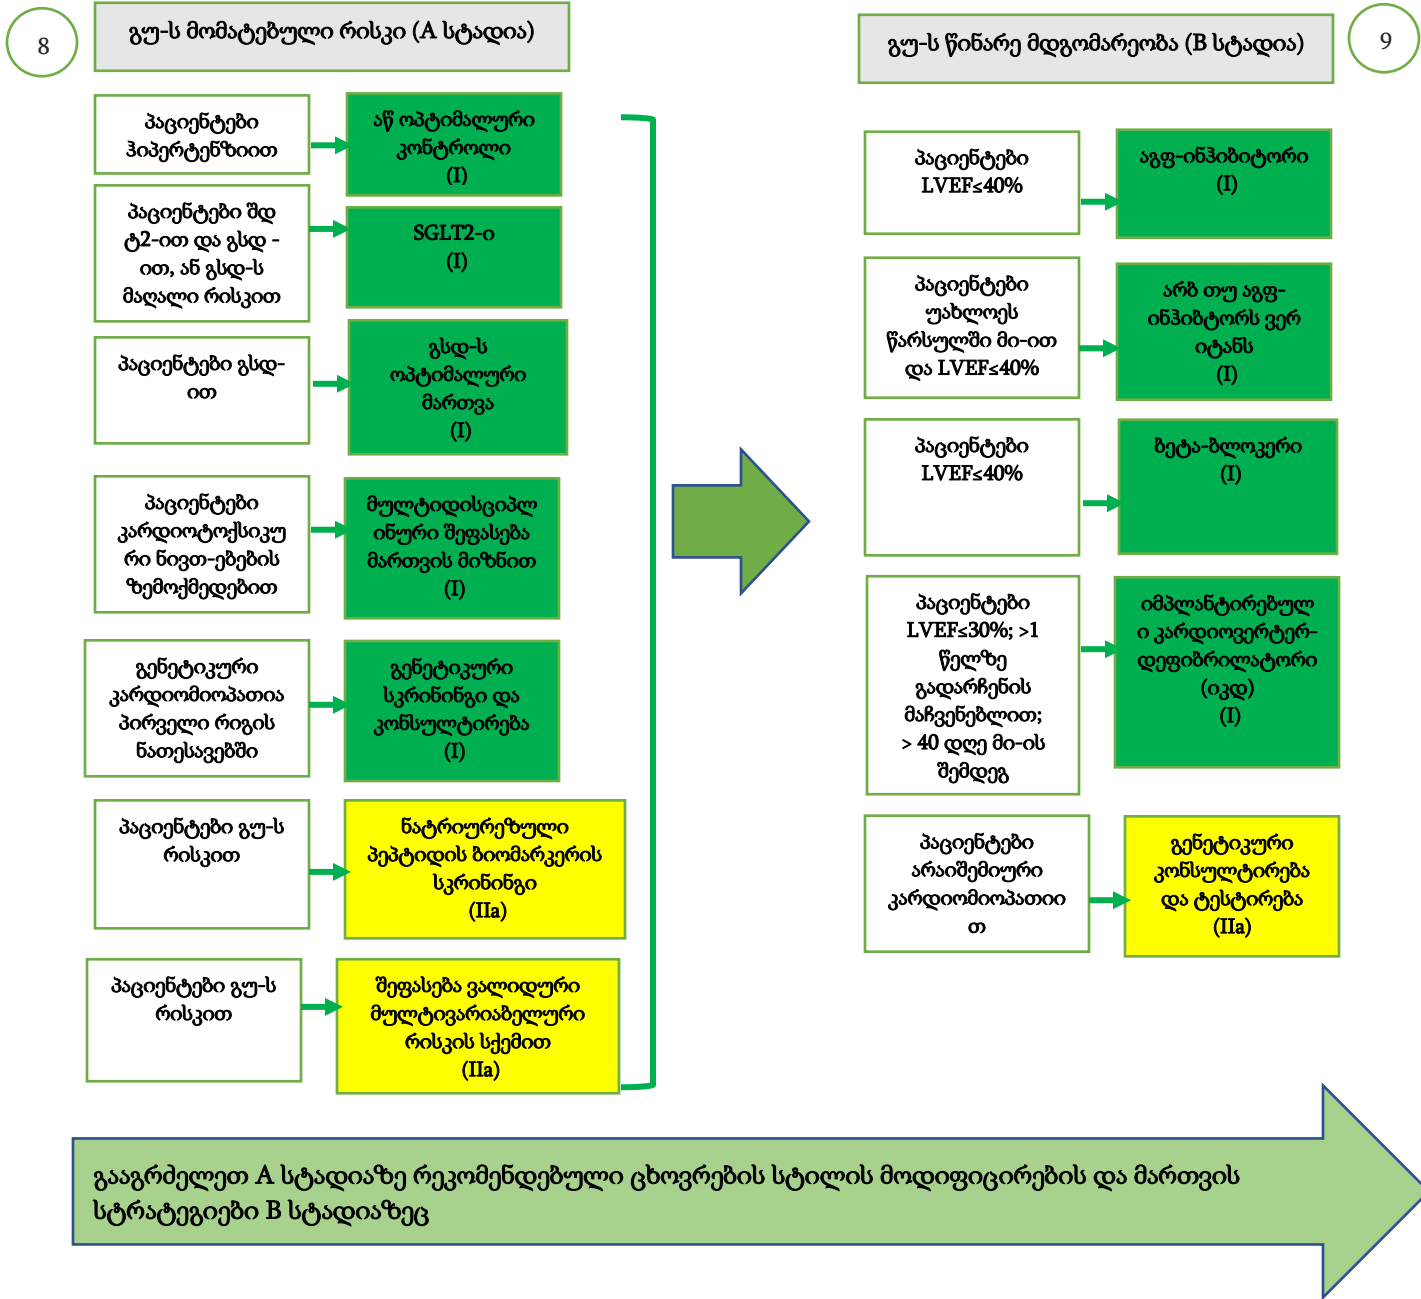 8
გუ-ს მომატებული რისკი (A სტადია)
პაციენტები
ჰიპერტენზიით
აწ ოპტიმალური
კონტროლი
(I)
პაციენტები შდ
ტ2-ით და გსდ -
ით, ან გსდ-ს
მაღალი რისკით
SGLT2-ი
(I)
პაციენტები გსდ-
ით
გსდ-ს
ოპტიმალური
მართვა
(I)
პაციენტები
კარდიოტოქსიკუ
რი ნივთ-ებების
ზემოქმედებით
მულტიდისციპლ
ინური შეფასება
მართვის მიზნით
(I)
გენეტიკური
კარდიომიოპათია
პირველი რიგის
ნათესავებში
გენეტიკური
სკრინინგი და
კონსულტირება
(I)
პაციენტები გუ-ს
რისკით
ნატრიურეზული
პეპტიდის ბიომარკერის
სკრინინგი
(IIa)
პაციენტები გუ-ს
რისკით
შეფასება ვალიდური
მულტივარიაბელური
რისკის სქემით
(IIa)
გუ-ს წინარე მდგომარეობა (B სტადია)
9
პაციენტები
LVEF≤40%
აგფ-ინჰიბიტორი
(I)
პაციენტები
უახლოეს
წარსულში მი-ით
და LVEF≤40%
არბ თუ აგფ-
ინჰიბტორს ვერ
იტანს
(I)
პაციენტები
LVEF≤40%
ბეტა-ბლოკერი
(I)
პაციენტები
LVEF≤30%; >1
წელზე
გადარჩენის
მაჩვენებლით;
> 40 დღე მი-ის
შემდეგ
იმპლანტირებულ
ი კარდიოვერტერ-
დეფიბრილატორი
(იკდ)
(I)
პაციენტები
არაიშემიური
კარდიომიოპათიი
თ
გენეტიკური
კონსულტირება
და ტესტირება
(IIa)
გააგრძელეთ A სტადიაზე რეკომენდებული ცხოვრების სტილის მოდიფიცირების და მართვის
სტრატეგიები B სტადიაზეც